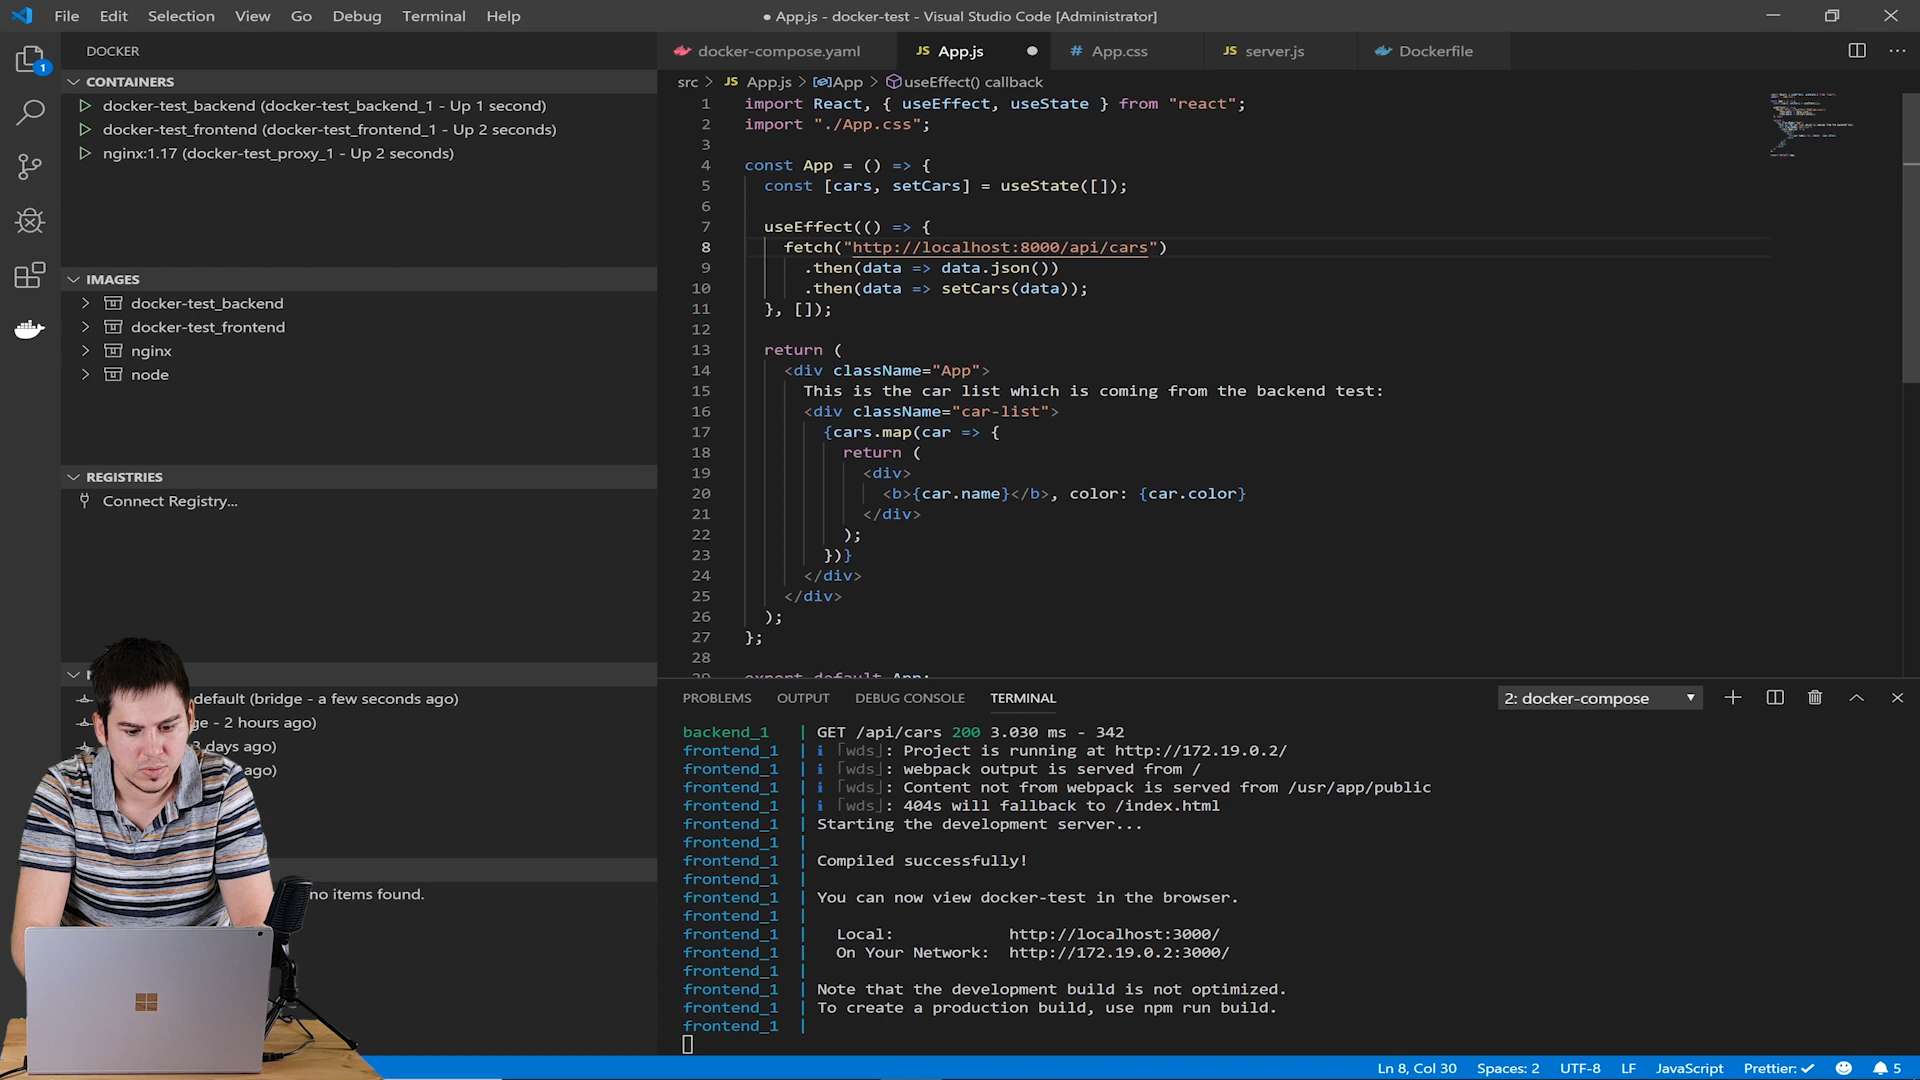 File Edit Selection View Go Debug Terminal Help
● App.js - docker-test - Visual Studio Code [Administrator]
DOCKER
CONTAINERS
docker-test_backend (docker-test_backend_1 - Up 1 second)
docker-test_frontend (docker-test_frontend_1 - Up 2 seconds)
nginx:1.17 (docker-test_proxy_1 - Up 2 seconds)
IMAGES
docker-test_backend
docker-test_frontend
nginx
node
REGISTRIES
Connect Registry...
default (bridge - a few seconds ago)
ge - 2 hours ago)
3 days ago)
ago)
no items found.
1
docker-compose.yaml JS App.js # App.css JS server.js Dockerfile
src > JS App.js > App > useEffect() callback
1 import React, { useEffect, useState } from "react";
2 import "./App.css";
3
4 const App = () => {
5 const [cars, setCars] = useState([]);
6
7 useEffect(() => {
8 fetch("http://localhost:8000/api/cars")
9 .then(data => data.json())
10 .then(data => setCars(data));
11 }, []);
12
13 return (
14 <div className="App">
15 This is the car list which is coming from the backend test:
16 <div className="car-list">
17 {cars.map(car => {
18 return (
19 <div>
20 <b>{car.name}</b>, color: {car.color}
21 </div>
22 );
23 })}
24 </div>
25 </div>
26 );
27 };
28
29 export default App;
PROBLEMS OUTPUT DEBUG CONSOLE TERMINAL 2: docker-compose
backend_1 | GET /api/cars 200 3.030 ms - 342
frontend_1 | ℹ ｢wds｣: Project is running at http://172.19.0.2/
frontend_1 | ℹ ｢wds｣: webpack output is served from /
frontend_1 | ℹ ｢wds｣: Content not from webpack is served from /usr/app/public
frontend_1 | ℹ ｢wds｣: 404s will fallback to /index.html
frontend_1 | Starting the development server...
frontend_1 |
frontend_1 | Compiled successfully!
frontend_1 |
frontend_1 | You can now view docker-test in the browser.
frontend_1 |
frontend_1 | Local: http://localhost:3000/
frontend_1 | On Your Network: http://172.19.0.2:3000/
frontend_1 |
frontend_1 | Note that the development build is not optimized.
frontend_1 | To create a production build, use npm run build.
frontend_1 |
Ln 8, Col 30 Spaces: 2 UTF-8 LF JavaScript Prettier: ✓ 5